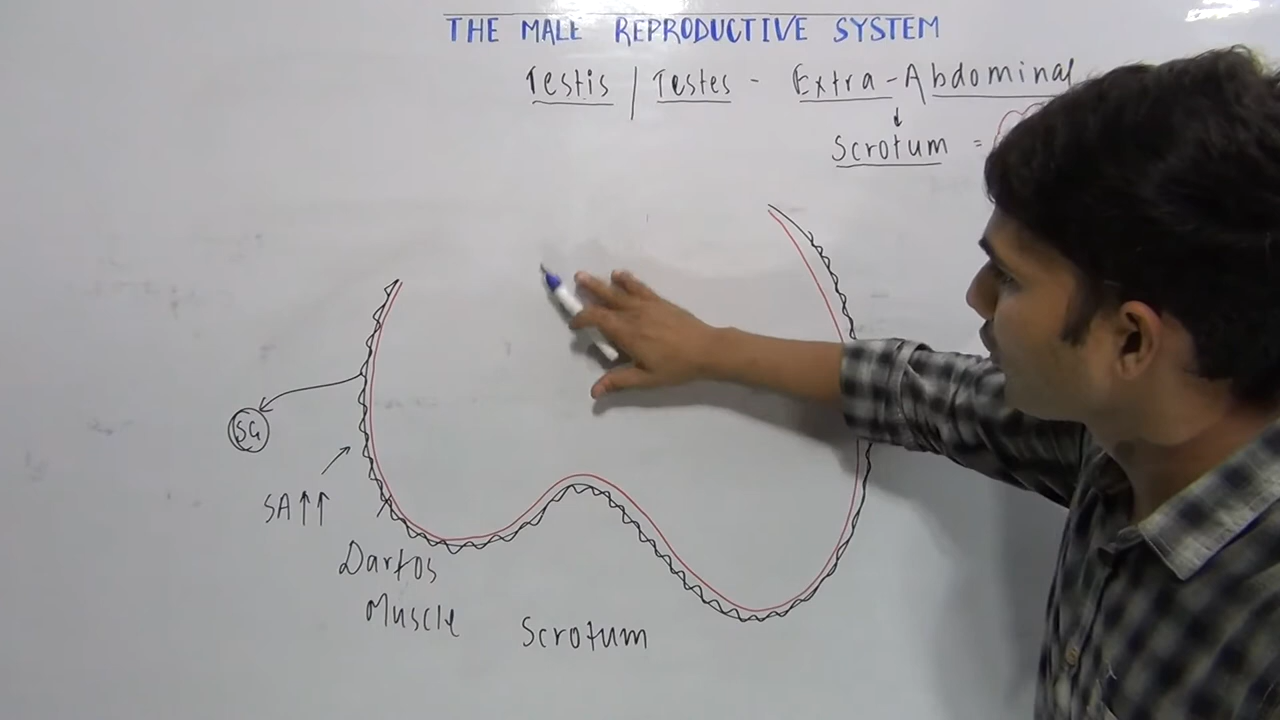 THE MALE REPRODUCTIVE SYSTEM
Testis / Testes - Extra-Abdominal
↓
Scrotum =
SG
SA↑↑
Dartos
Muscle
Scrotum